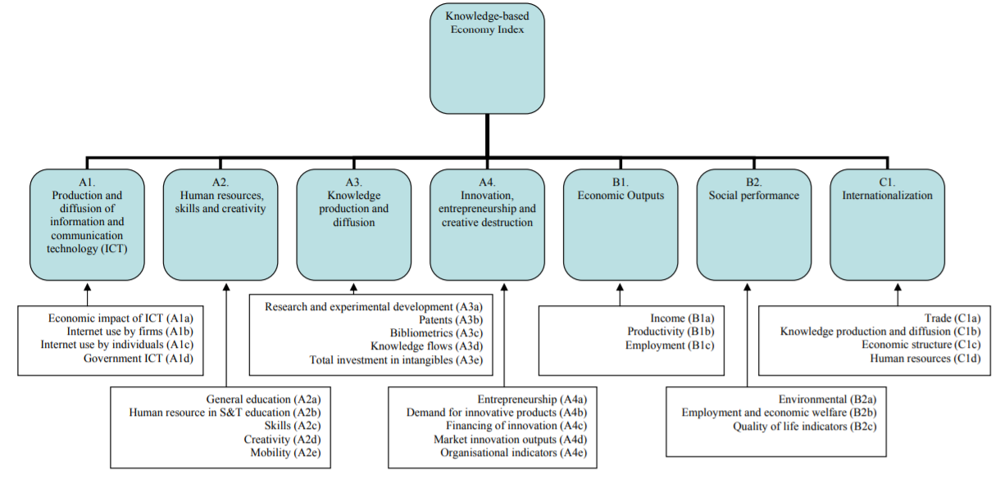 Knowledge-based
Economy Index
A1.
Production and
diffusion of
information and
communication
technology (ICT)
A2.
Human resources,
skills and creativity
A3.
Knowledge
production and
diffusion
A4.
Innovation,
entrepreneurship and
creative destruction
B1.
Economic Outputs
B2.
Social performance
C1.
Internationalization
Economic impact of ICT (A1a)
Internet use by firms (A1b)
Internet use by individuals (A1c)
Government ICT (A1d)
General education (A2a)
Human resource in S&T education (A2b)
Skills (A2c)
Creativity (A2d)
Mobility (A2e)
Research and experimental development (A3a)
Patents (A3b)
Bibliometrics (A3c)
Knowledge flows (A3d)
Total investment in intangibles (A3e)
Entrepreneurship (A4a)
Demand for innovative products (A4b)
Financing of innovation (A4c)
Market innovation outputs (A4d)
Organisational indicators (A4e)
Income (B1a)
Productivity (B1b)
Employment (B1c)
Environmental (B2a)
Employment and economic welfare (B2b)
Quality of life indicators (B2c)
Trade (C1a)
Knowledge production and diffusion (C1b)
Economic structure (C1c)
Human resources (C1d)